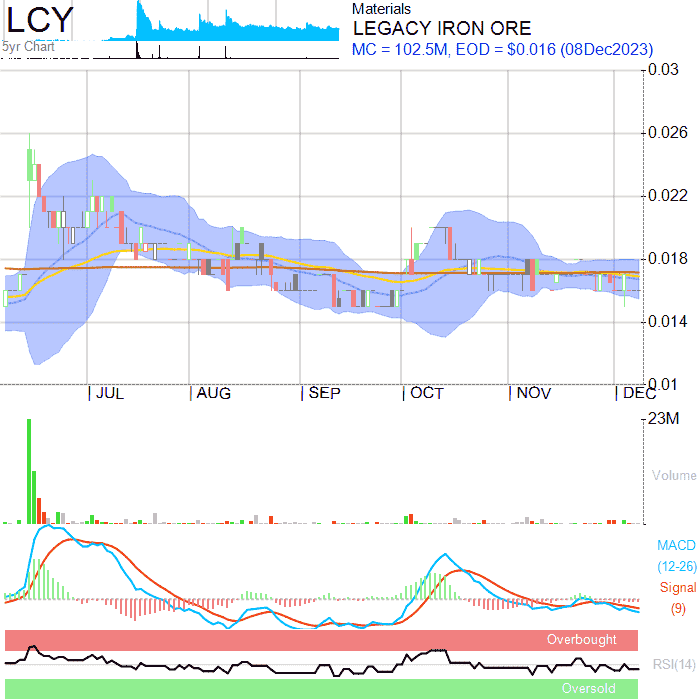 LCY
5yr Chart
Materials
LEGACY IRON ORE
MC = 102.5M, EOD = $0.016 (08Dec2023)
0.03
0.026
0.022
0.018
0.014
0.01
JUL AUG SEP OCT NOV DEC
23M
Volume
MACD
(12-26)
Signal
(9)
Overbought
RSI(14)
Oversold